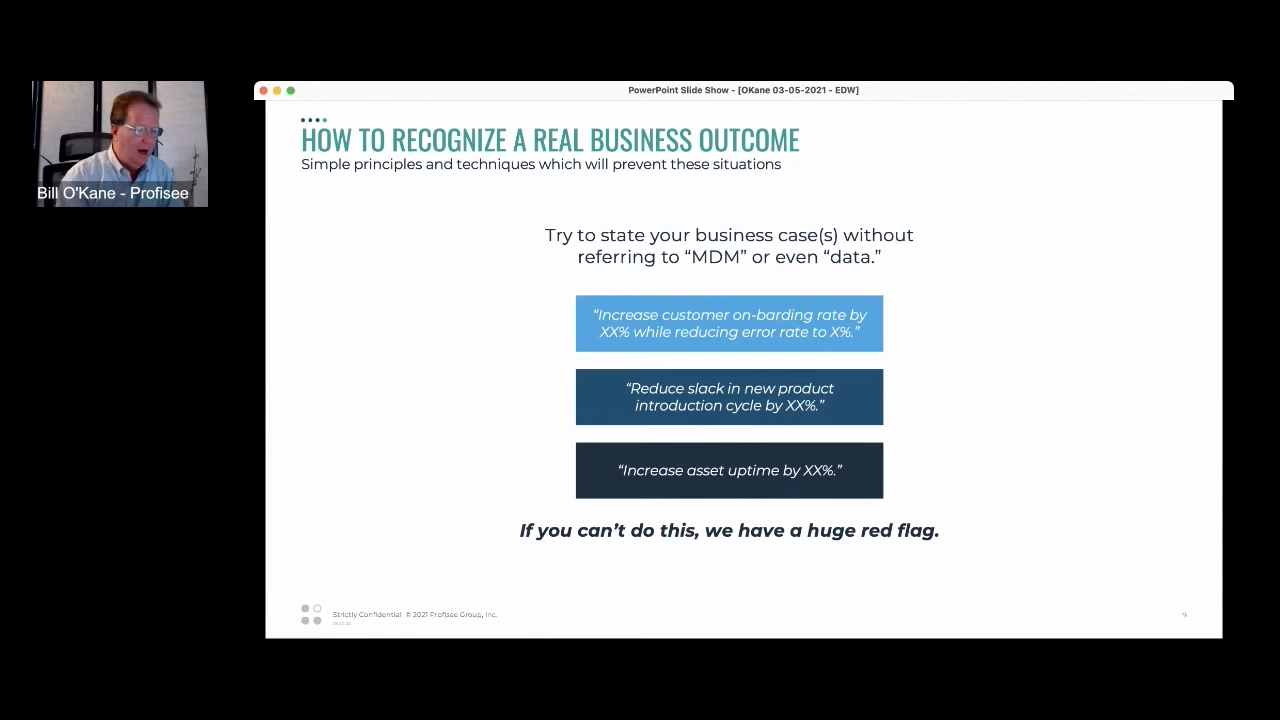 PowerPoint Slide Show - [OKane 03-05-2021 - EDW]
HOW TO RECOGNIZE A REAL BUSINESS OUTCOME
Simple principles and techniques which will prevent these situations
Bill O'Kane - Profisee
Try to state your business case(s) without
referring to “MDM” or even “data.”
“Increase customer on-barding rate by
XX% while reducing error rate to X%.”
“Reduce slack in new product
introduction cycle by XX%.”
“Increase asset uptime by XX%.”
If you can’t do this, we have a huge red flag.
Strictly Confidential © 2021 Profisee Group, Inc.
9